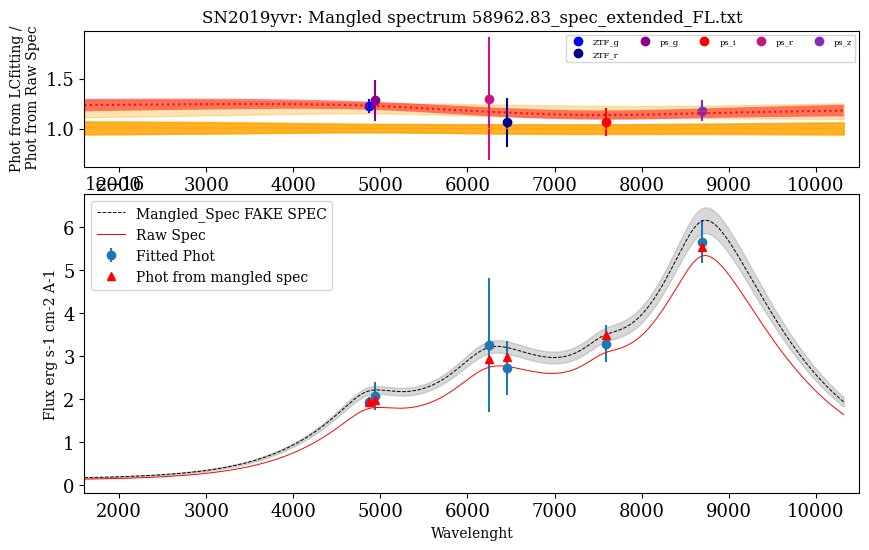 SN2019yvr: Mangled spectrum 58962.83_spec_extended_FL.txt
Phot from LCfitting /
Phot from Raw Spec
1.5
1.0
ZTF_g
ps_g
ps_i
ps_r
ps_z
ZTF_r
2000 3000 4000 5000 6000 7000 8000 9000 10000
1e−16
Mangled_Spec FAKE SPEC
Raw Spec
Fitted Phot
Phot from mangled spec
Flux erg s-1 cm-2 A-1
6
5
4
3
2
1
0
2000 3000 4000 5000 6000 7000 8000 9000 10000
Wavelenght